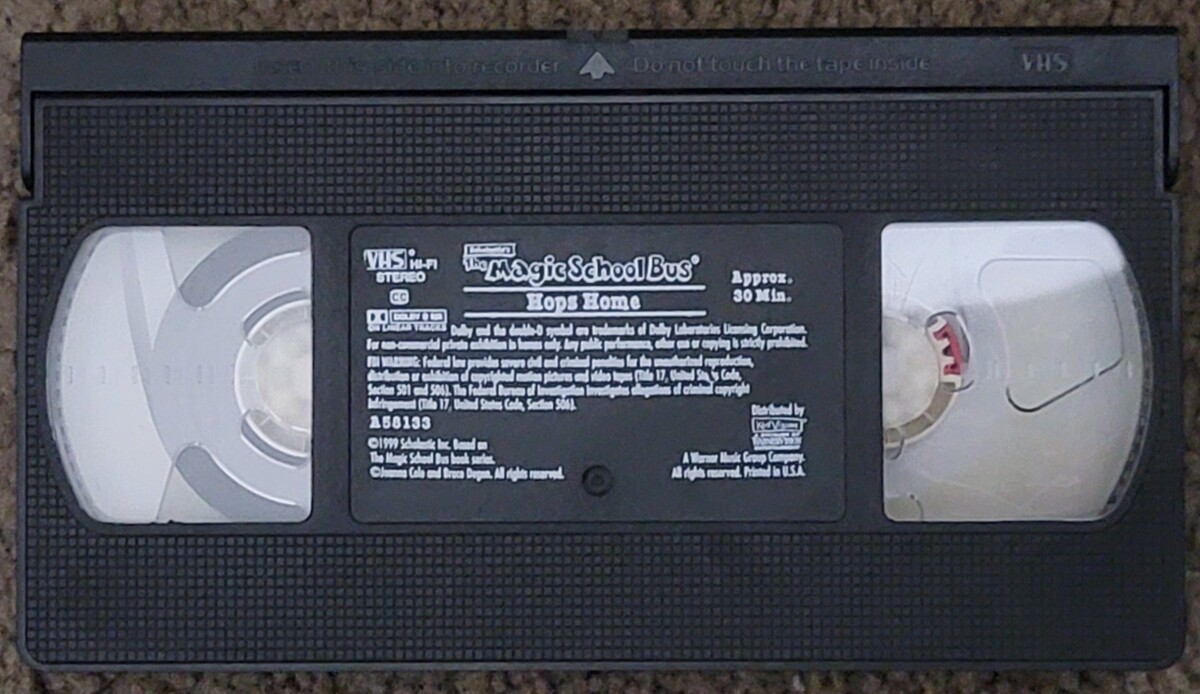 this side into recorder Do not touch the tape inside VHS
VHS HI-FI
STEREO
CC
DOLBY
ON LINEAR TRACKS
Scholastic's
The Magic School Bus®
Hops Home
Approx.
30 Min.
Dolby and the double-D symbol are trademarks of Dolby Laboratories Licensing Corporation.
For non-commercial private exhibition in homes only. Any public performance, other use or copying is strictly prohibited.
FBI WARNING: Federal law provides severe civil and criminal penalties for the unauthorized reproduction,
distribution or exhibition of copyrighted motion pictures and video tapes (Title 17, United States Code,
Section 501 and 506). The Federal Bureau of Investigation investigates allegations of criminal copyright
infringement (Title 17, United States Code, Section 506).
A58133
©1999 Scholastic Inc. Based on
The Magic School Bus book series.
©Joanna Cole and Bruce Degen. All rights reserved.
Distributed by
KidVision
A Warner Music Group Company.
All rights reserved. Printed in U.S.A.